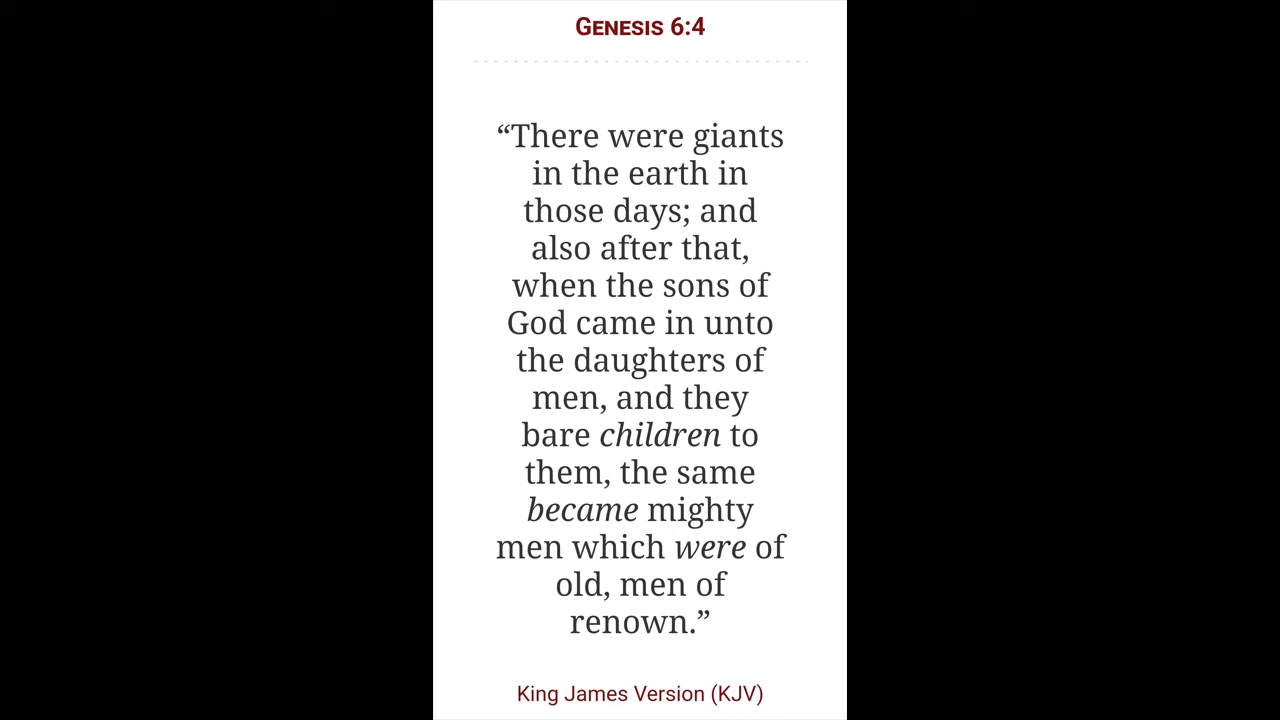 GENESIS 6:4
“There were giants
in the earth in
those days; and
also after that,
when the sons of
God came in unto
the daughters of
men, and they
bare children to
them, the same
became mighty
men which were of
old, men of
renown.”
King James Version (KJV)